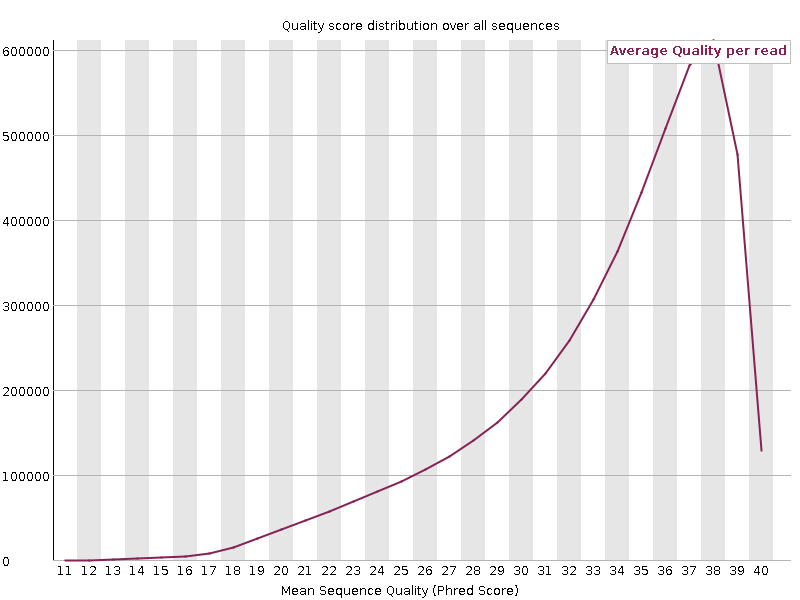 Quality score distribution over all sequences
Average Quality per read
600000
500000
400000
300000
200000
100000
0
11 12 13 14 15 16 17 18 19 20 21 22 23 24 25 26 27 28 29 30 31 32 33 34 35 36 37 38 39 40
Mean Sequence Quality (Phred Score)